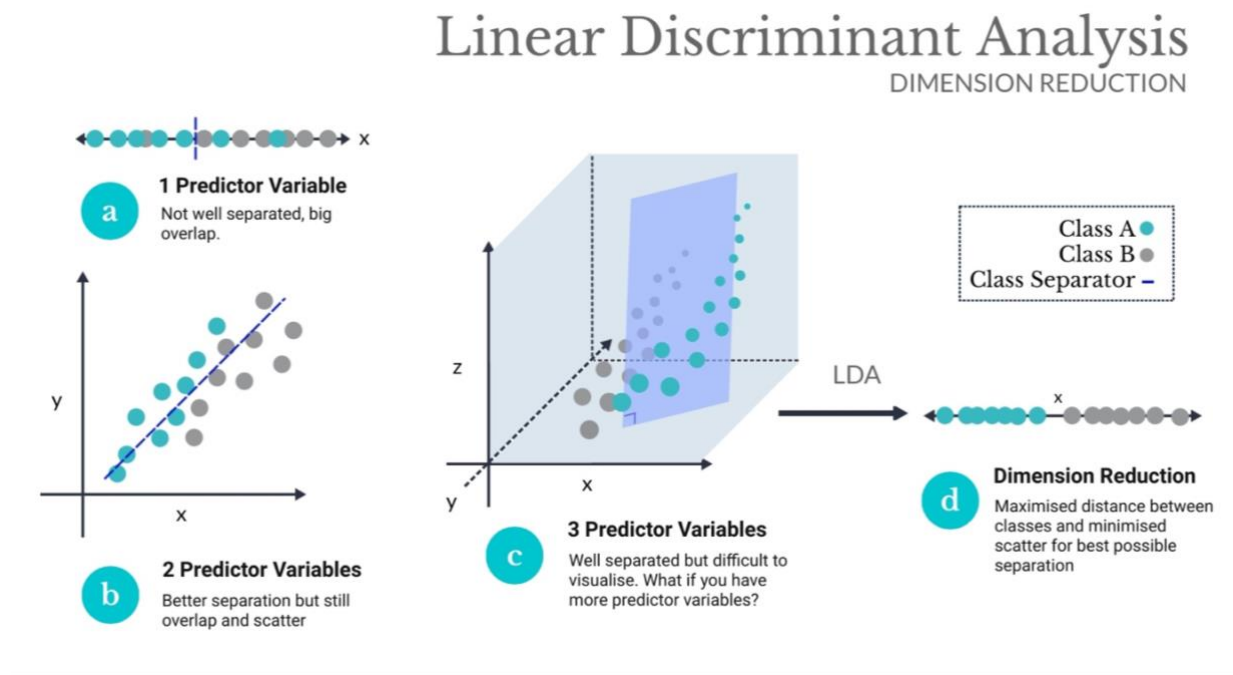 Linear Discriminant Analysis
DIMENSION REDUCTION
x
a
1 Predictor Variable
Not well separated, big
overlap.
y
x
b
2 Predictor Variables
Better separation but still
overlap and scatter
z
x
y
c
3 Predictor Variables
Well separated but difficult to
visualise. What if you have
more predictor variables?
Class A
Class B
Class Separator
LDA
x
d
Dimension Reduction
Maximised distance between
classes and minimised
scatter for best possible
separation